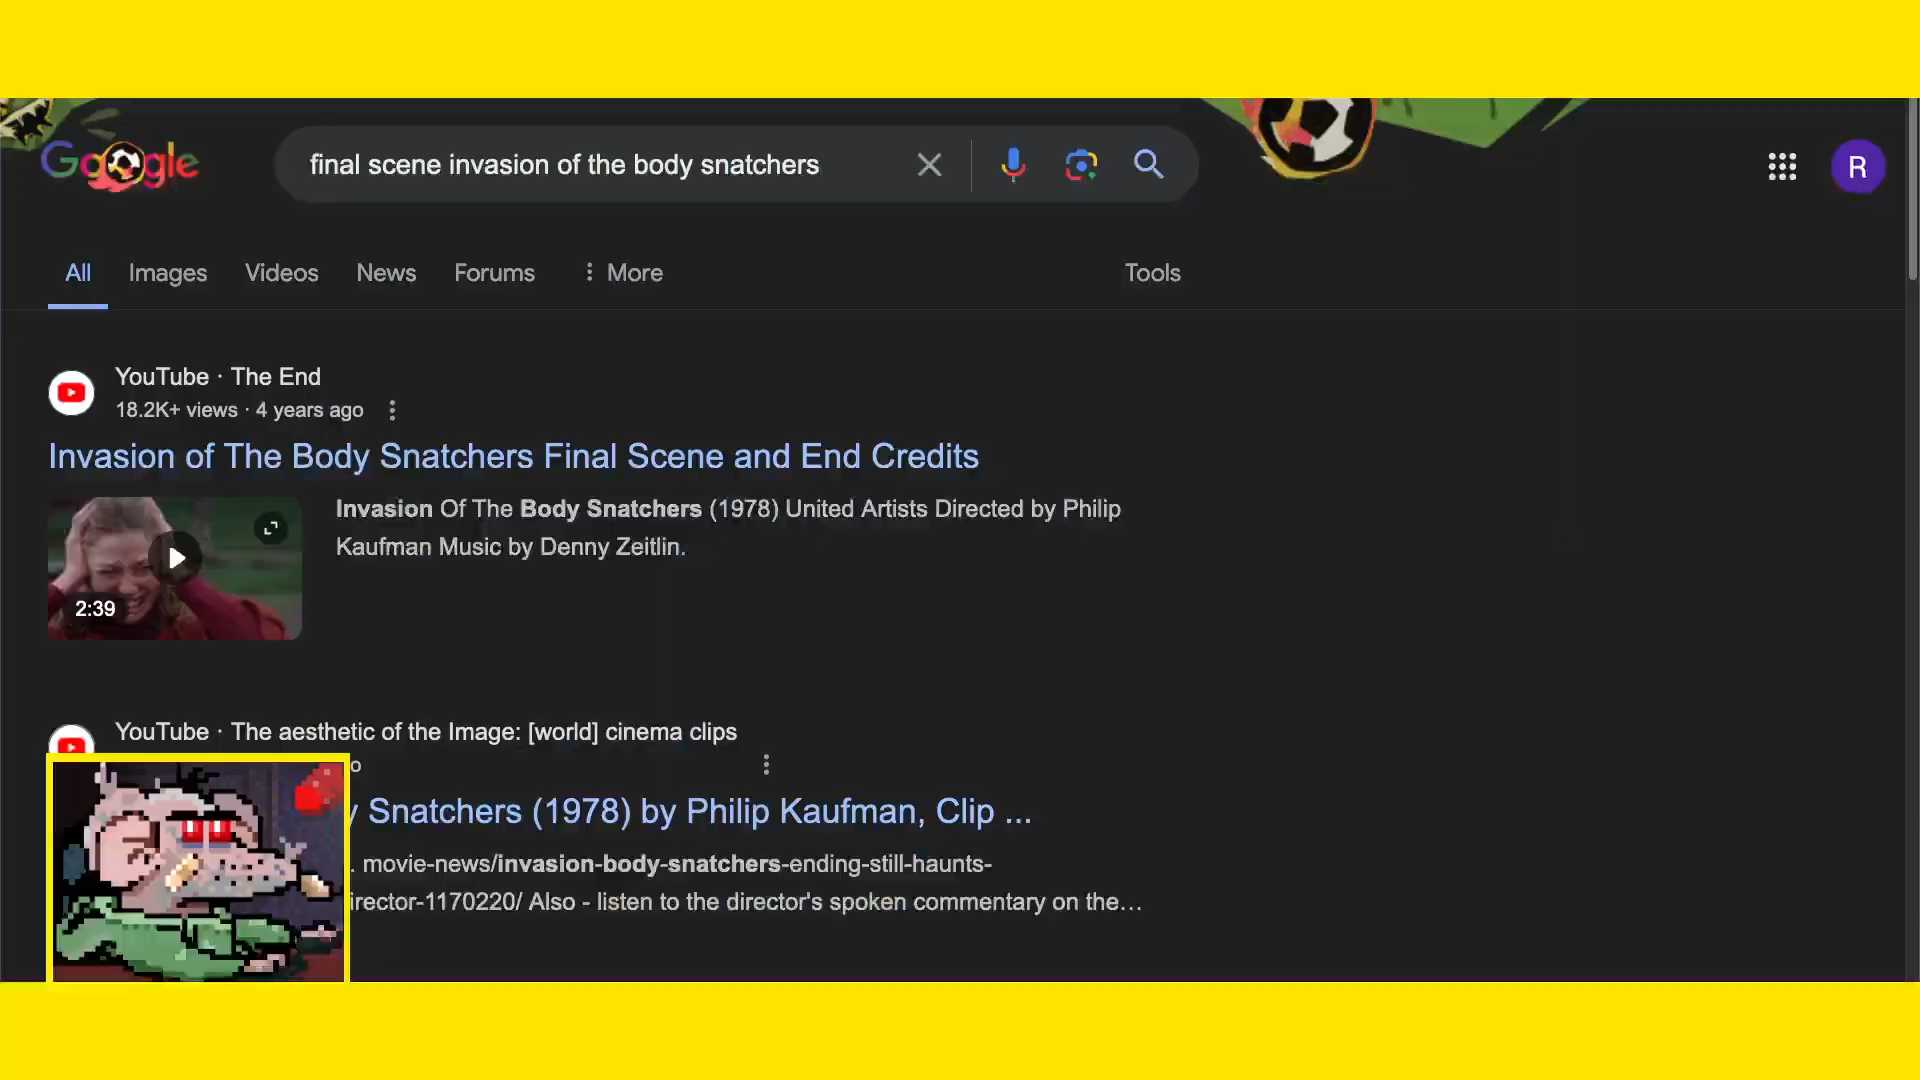 Google
final scene invasion of the body snatchers
R
All Images Videos News Forums More Tools
YouTube · The End
18.2K+ views · 4 years ago
Invasion of The Body Snatchers Final Scene and End Credits
2:39
Invasion Of The Body Snatchers (1978) United Artists Directed by Philip
Kaufman Music by Denny Zeitlin.
YouTube · The aesthetic of the Image: [world] cinema clips
o
y Snatchers (1978) by Philip Kaufman, Clip ...
. movie-news/invasion-body-snatchers-ending-still-haunts-
irector-1170220/ Also - listen to the director's spoken commentary on the…